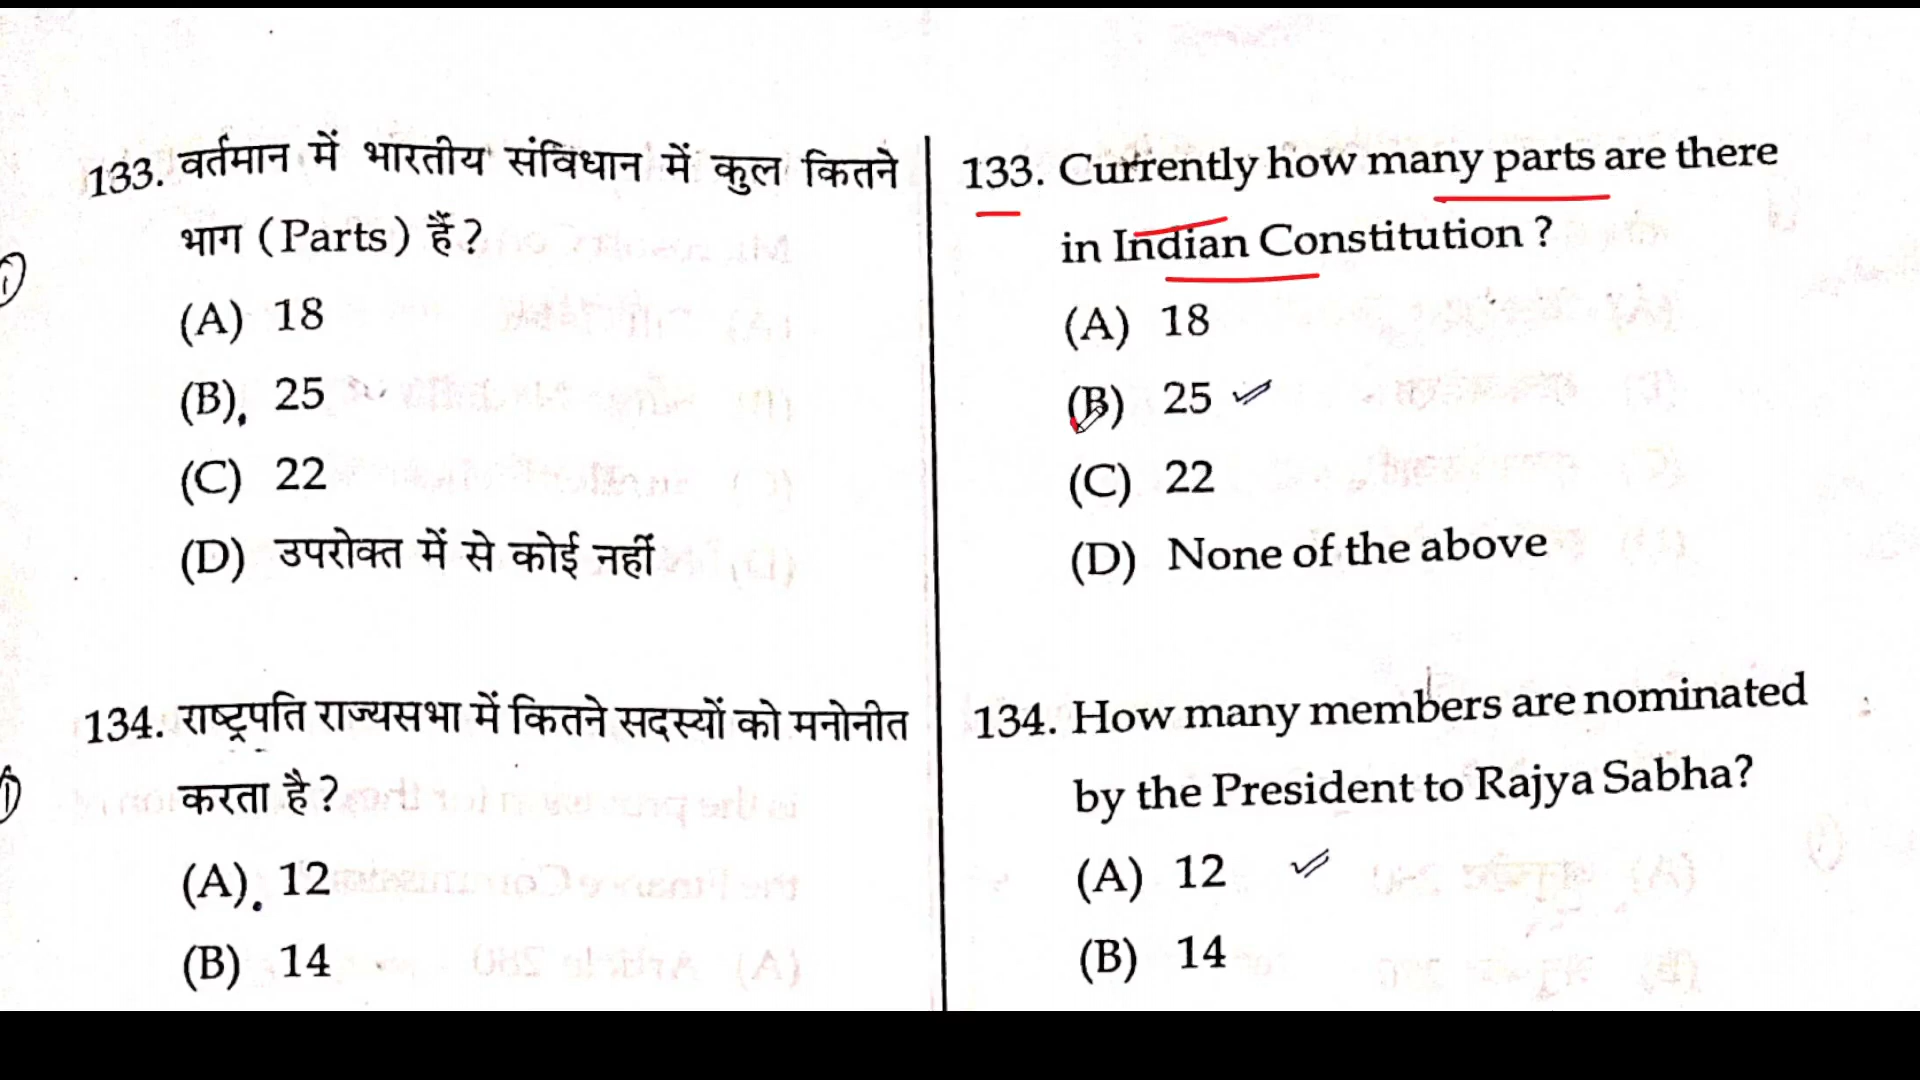 133. वर्तमान में भारतीय संविधान में कुल कितने
भाग (Parts) हैं ?
(A) 18
(B) 25
(C) 22
(D) उपरोक्त में से कोई नहीं
134. राष्ट्रपति राज्यसभा में कितने सदस्यों को मनोनीत
करता है ?
(A) 12
(B) 14
133. Currently how many parts are there
in Indian Constitution ?
(A) 18
(B) 25
(C) 22
(D) None of the above
134. How many members are nominated
by the President to Rajya Sabha?
(A) 12
(B) 14